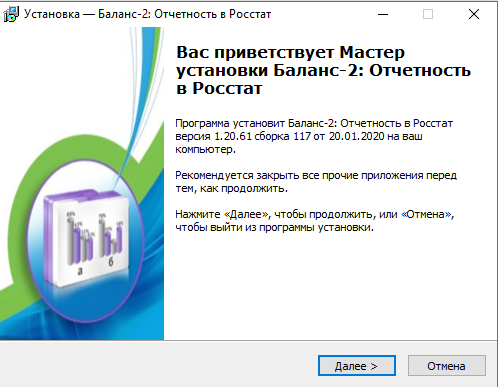 Установка — Баланс-2: Отчетность в Росстат
Вас приветствует Мастер
установки Баланс-2: Отчетность
в Росстат
Программа установит Баланс-2: Отчетность в Росстат
версия 1.20.61 сборка 117 от 20.01.2020 на ваш
компьютер.
Рекомендуется закрыть все прочие приложения перед
тем, как продолжить.
Нажмите «Далее», чтобы продолжить, или «Отмена»,
чтобы выйти из программы установки.
а б
Далее >
Отмена